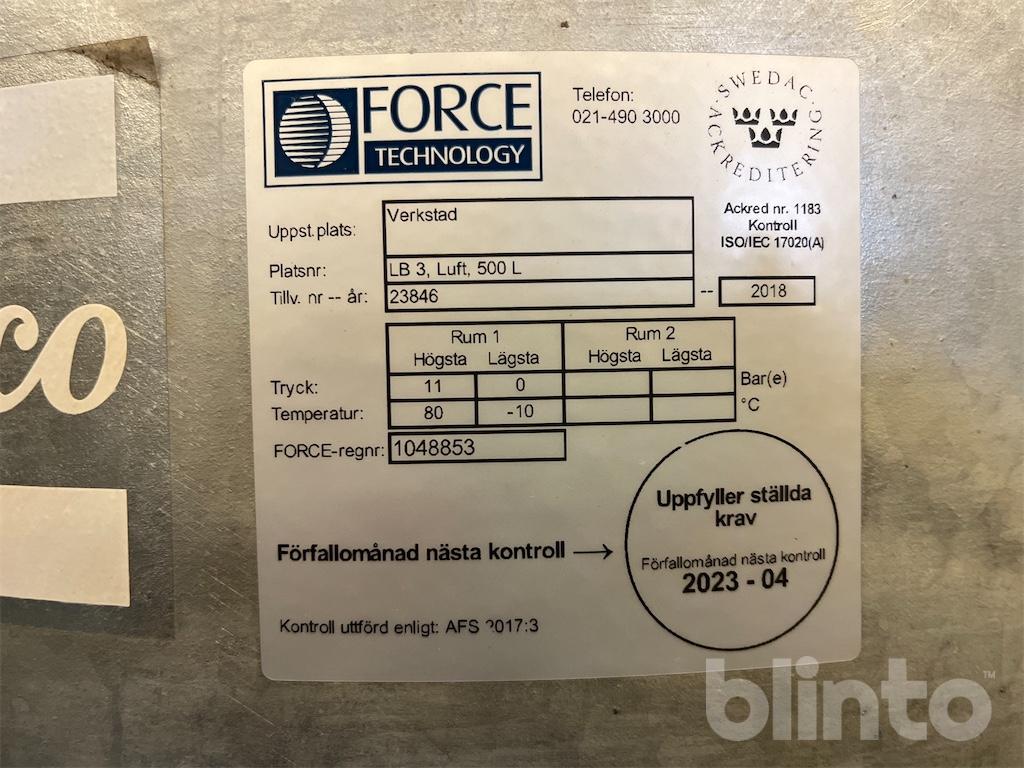 FORCE
TECHNOLOGY
Telefon:
021-490 3000
· SWEDAC · ACKREDITERING
Ackred nr. 1183
Kontroll
ISO/IEC 17020(A)
Uppst.plats: Verkstad
Platsnr: LB 3, Luft, 500 L
Tillv. nr -- år: 23846 -- 2018
Rum 1 Rum 2
Högsta Lägsta Högsta Lägsta
Tryck: 11 0 Bar(e)
Temperatur: 80 -10 °C
FORCE-regnr: 1048853
Uppfyller ställda
krav
Förfallomånad nästa kontroll →
Förfallomånad nästa kontroll
2023 - 04
Kontroll uttförd enligt: AFS 2017:3
co
blinto™